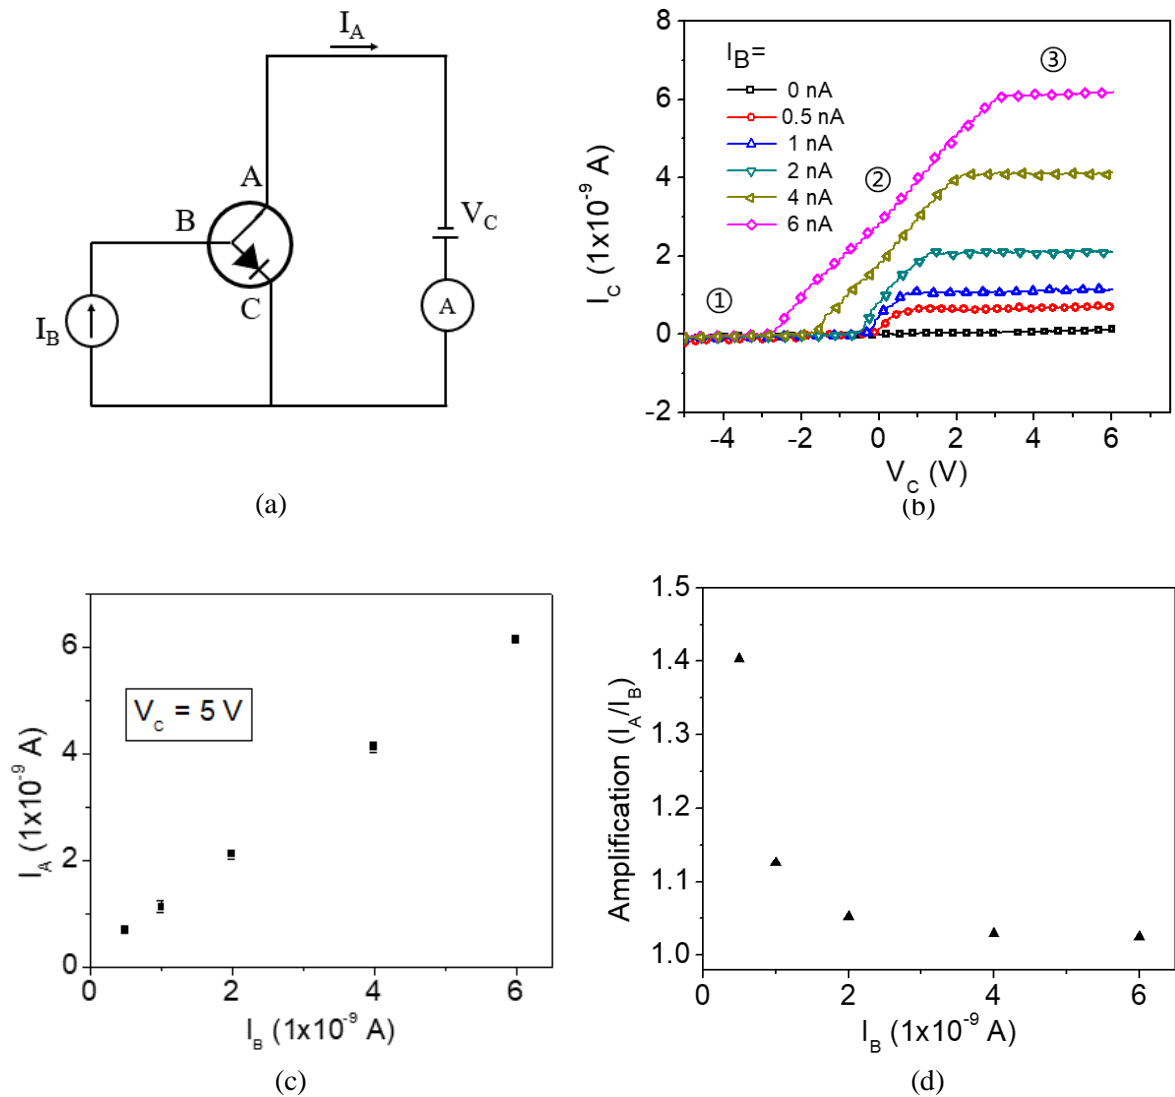 I_A
A
B
C
V_C
A
I_B
(a)
I_B=
0 nA
0.5 nA
1 nA
2 nA
4 nA
6 nA
①
②
③
8
6
4
2
0
-2
-4 -2 0 2 4 6
I_C (1x10^-9 A)
V_C (V)
(b)
V_C = 5 V
6
4
2
0
0 2 4 6
I_A (1x10^-9 A)
I_B (1x10^-9 A)
(c)
1.5
1.4
1.3
1.2
1.1
1.0
0 2 4 6
Amplification (I_A/I_B)
I_B (1x10^-9 A)
(d)